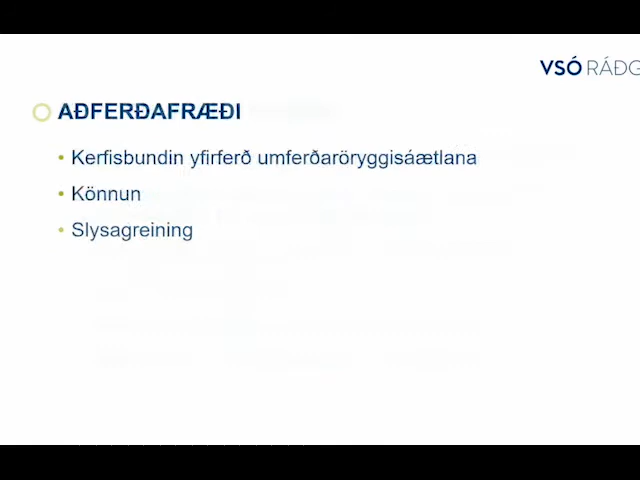 VSÓ RÁÐG
AÐFERÐAFRÆÐI
• Kerfisbundin yfirferð umferðaröryggisáætlana
• Könnun
• Slysagreining